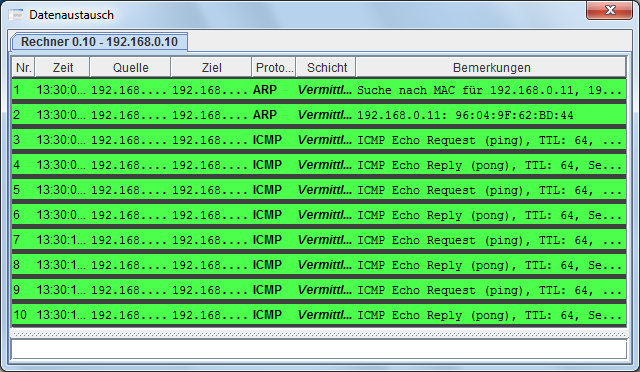 Datenaustausch
Rechner 0.10 - 192.168.0.10
Nr. Zeit Quelle Ziel Proto... Schicht Bemerkungen
1 13:30:0... 192.168.... 192.168.... ARP Vermittl... Suche nach MAC für 192.168.0.11, 19...
2 13:30:0... 192.168.... 192.168.... ARP Vermittl... 192.168.0.11: 96:04:9F:62:BD:44
3 13:30:0... 192.168.... 192.168.... ICMP Vermittl... ICMP Echo Request (ping), TTL: 64, ...
4 13:30:0... 192.168.... 192.168.... ICMP Vermittl... ICMP Echo Reply (pong), TTL: 64, Se...
5 13:30:0... 192.168.... 192.168.... ICMP Vermittl... ICMP Echo Request (ping), TTL: 64, ...
6 13:30:0... 192.168.... 192.168.... ICMP Vermittl... ICMP Echo Reply (pong), TTL: 64, Se...
7 13:30:1... 192.168.... 192.168.... ICMP Vermittl... ICMP Echo Request (ping), TTL: 64, ...
8 13:30:1... 192.168.... 192.168.... ICMP Vermittl... ICMP Echo Reply (pong), TTL: 64, Se...
9 13:30:1... 192.168.... 192.168.... ICMP Vermittl... ICMP Echo Request (ping), TTL: 64, ...
10 13:30:1... 192.168.... 192.168.... ICMP Vermittl... ICMP Echo Reply (pong), TTL: 64, Se...